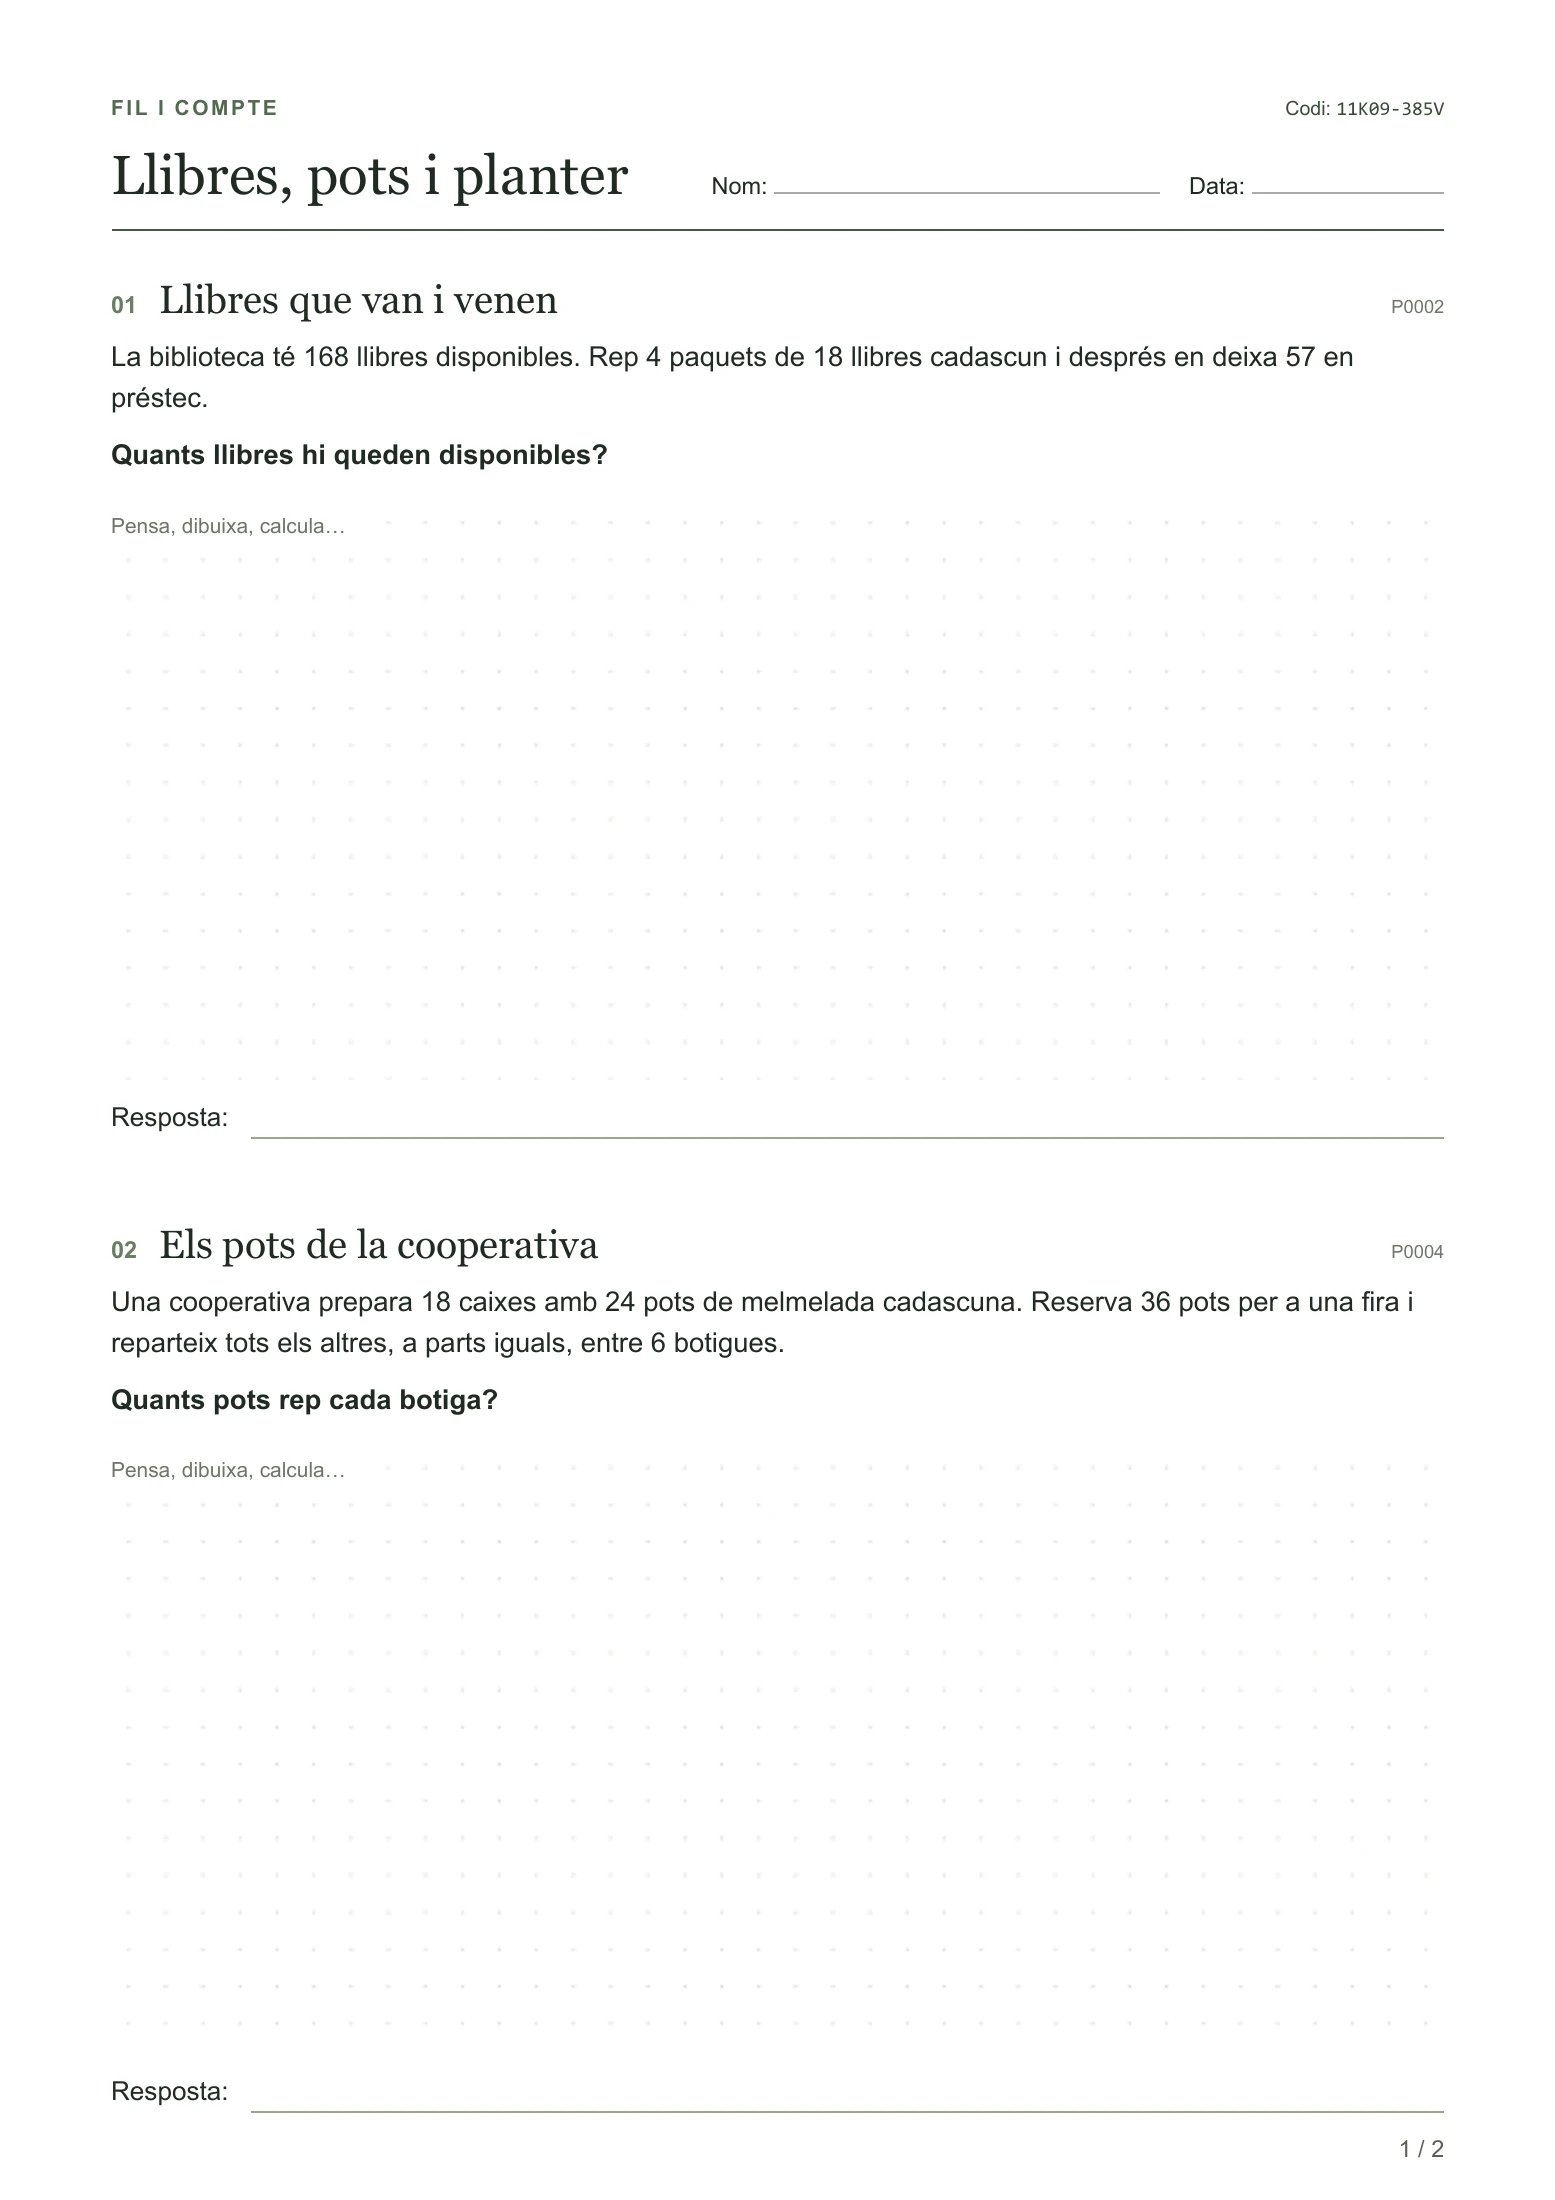 FIL I COMPTE
Codi: 11K09-385V
Llibres, pots i planter
Nom:
Data:
01 Llibres que van i venen
P0002
La biblioteca té 168 llibres disponibles. Rep 4 paquets de 18 llibres cadascun i després en deixa 57 en
préstec.
Quants llibres hi queden disponibles?
Pensa, dibuixa, calcula…
Resposta:
02 Els pots de la cooperativa
P0004
Una cooperativa prepara 18 caixes amb 24 pots de melmelada cadascuna. Reserva 36 pots per a una fira i
reparteix tots els altres, a parts iguals, entre 6 botigues.
Quants pots rep cada botiga?
Pensa, dibuixa, calcula…
Resposta:
1 / 2